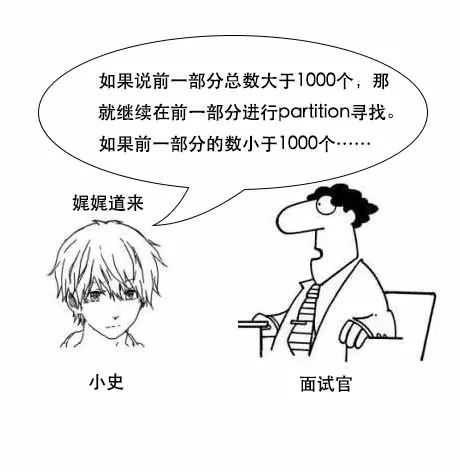 如果说前一部分总数大于1000个，那
就继续在前一部分进行partition寻找。
如果前一部分的数小于1000个……
娓娓道来
小史
面试官